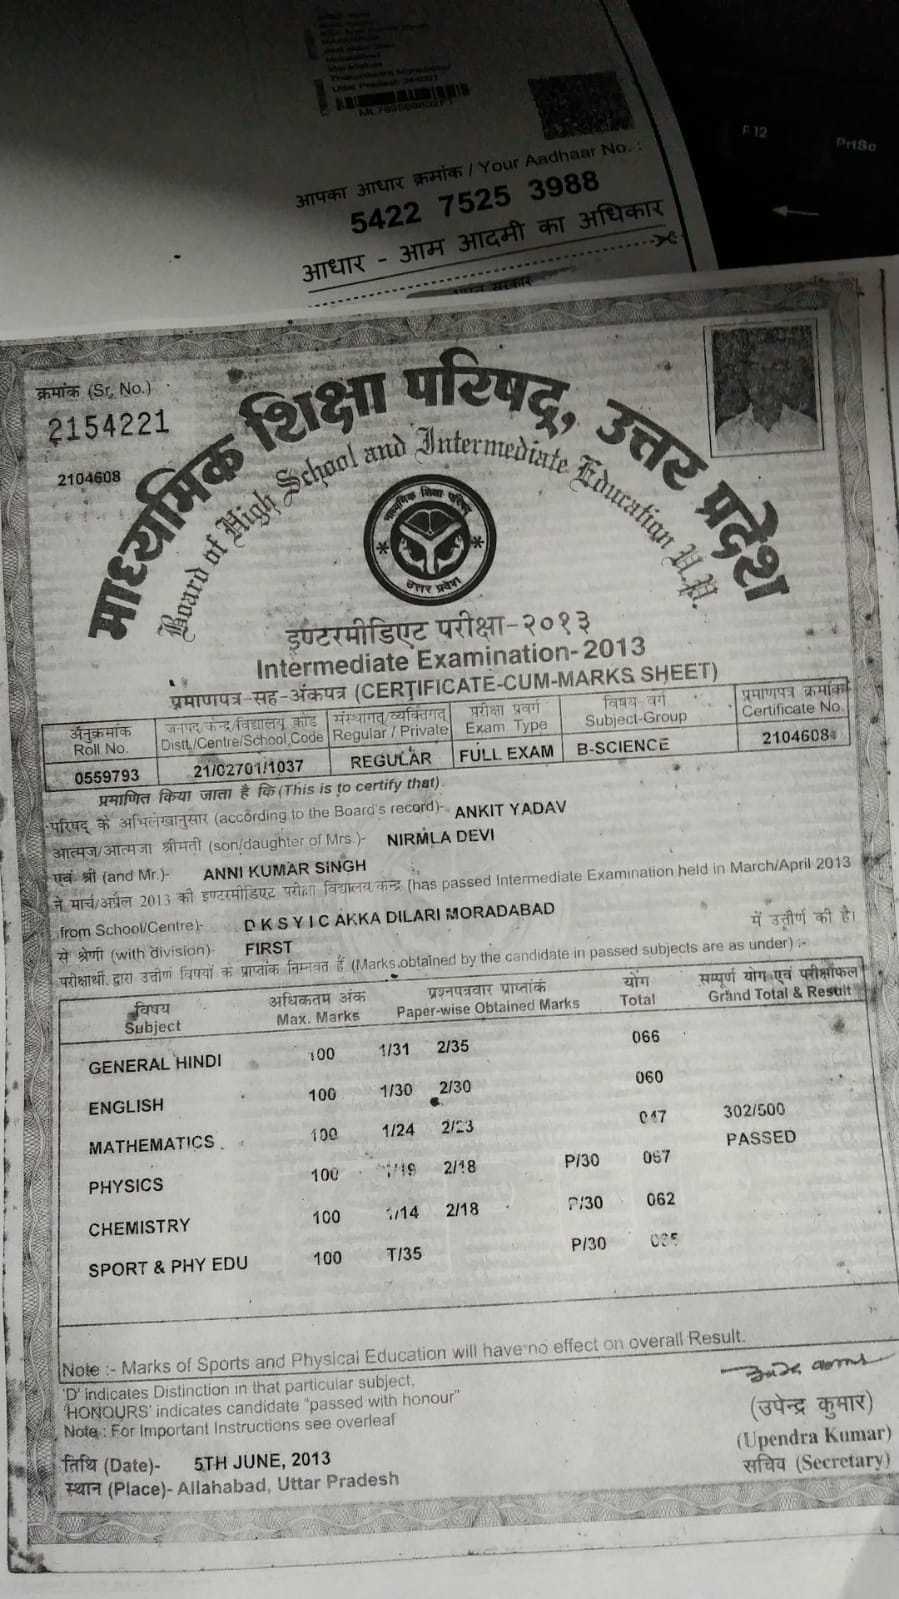 Uttar Pradesh 244001
आपका आधार क्रमांक / Your Aadhaar No. :
5422 7525 3988
आधार - आम आदमी का अधिकार
F12
PrtSc
क्रमांक (Sr. No.)
2154221
2104608
माध्यमिक शिक्षा परिषद्, उत्तर प्रदेश
Board of High School and Intermediate Education U.P.
माध्यमिक शिक्षा परिषद्
उत्तर प्रदेश
इण्टरमीडिएट परीक्षा-२०१३
Intermediate Examination-2013
प्रमाणपत्र-सह-अंकपत्र (CERTIFICATE-CUM-MARKS SHEET)
अनुक्रमांक जनपद/केन्द्र/विद्यालय कोड संस्थागत/व्यक्तिगत परीक्षा प्रवर्ग विषय वर्ग प्रमाणपत्र क्रमांक
Roll No. Distt./Centre/School Code Regular / Private Exam Type Subject-Group Certificate No.
0559793 21/02701/1037 REGULAR FULL EXAM B-SCIENCE 2104608
प्रमाणित किया जाता है कि (This is to certify that)
परिषद् के अभिलेखानुसार (according to the Board's record)- ANKIT YADAV
आत्मज/आत्मजा श्रीमती (son/daughter of Mrs.)- NIRMLA DEVI
एवं श्री (and Mr.)- ANNI KUMAR SINGH
ने मार्च/अप्रैल 2013 की इण्टरमीडिएट परीक्षा विद्यालय/केन्द्र (has passed Intermediate Examination held in March/April 2013
from School/Centre)- D K S Y I C AKKA DILARI MORADABAD में उत्तीर्ण की है।
से श्रेणी (with division)- FIRST
परीक्षार्थी द्वारा उत्तीर्ण विषयों के प्राप्तांक निम्नवत हैं (Marks obtained by the candidate in passed subjects are as under) :-
विषय अधिकतम अंक प्रश्नपत्रवार प्राप्तांक योग सम्पूर्ण योग एवं परीक्षाफल
Subject Max. Marks Paper-wise Obtained Marks Total Grand Total & Result
GENERAL HINDI 100 1/31 2/35 066
ENGLISH 100 1/30 2/30 060
MATHEMATICS 100 1/24 2/23 047 302/500
PASSED
PHYSICS 100 1/19 2/18 P/30 067
CHEMISTRY 100 1/14 2/18 P/30 062
SPORT & PHY EDU 100 T/35 P/30 065
Note :- Marks of Sports and Physical Education will have no effect on overall Result.
'D' indicates Distinction in that particular subject,
'HONOURS' indicates candidate "passed with honour"
Note : For Important Instructions see overleaf
(उपेन्द्र कुमार)
(Upendra Kumar)
सचिव (Secretary)
तिथि (Date)- 5TH JUNE, 2013
स्थान (Place)- Allahabad, Uttar Pradesh